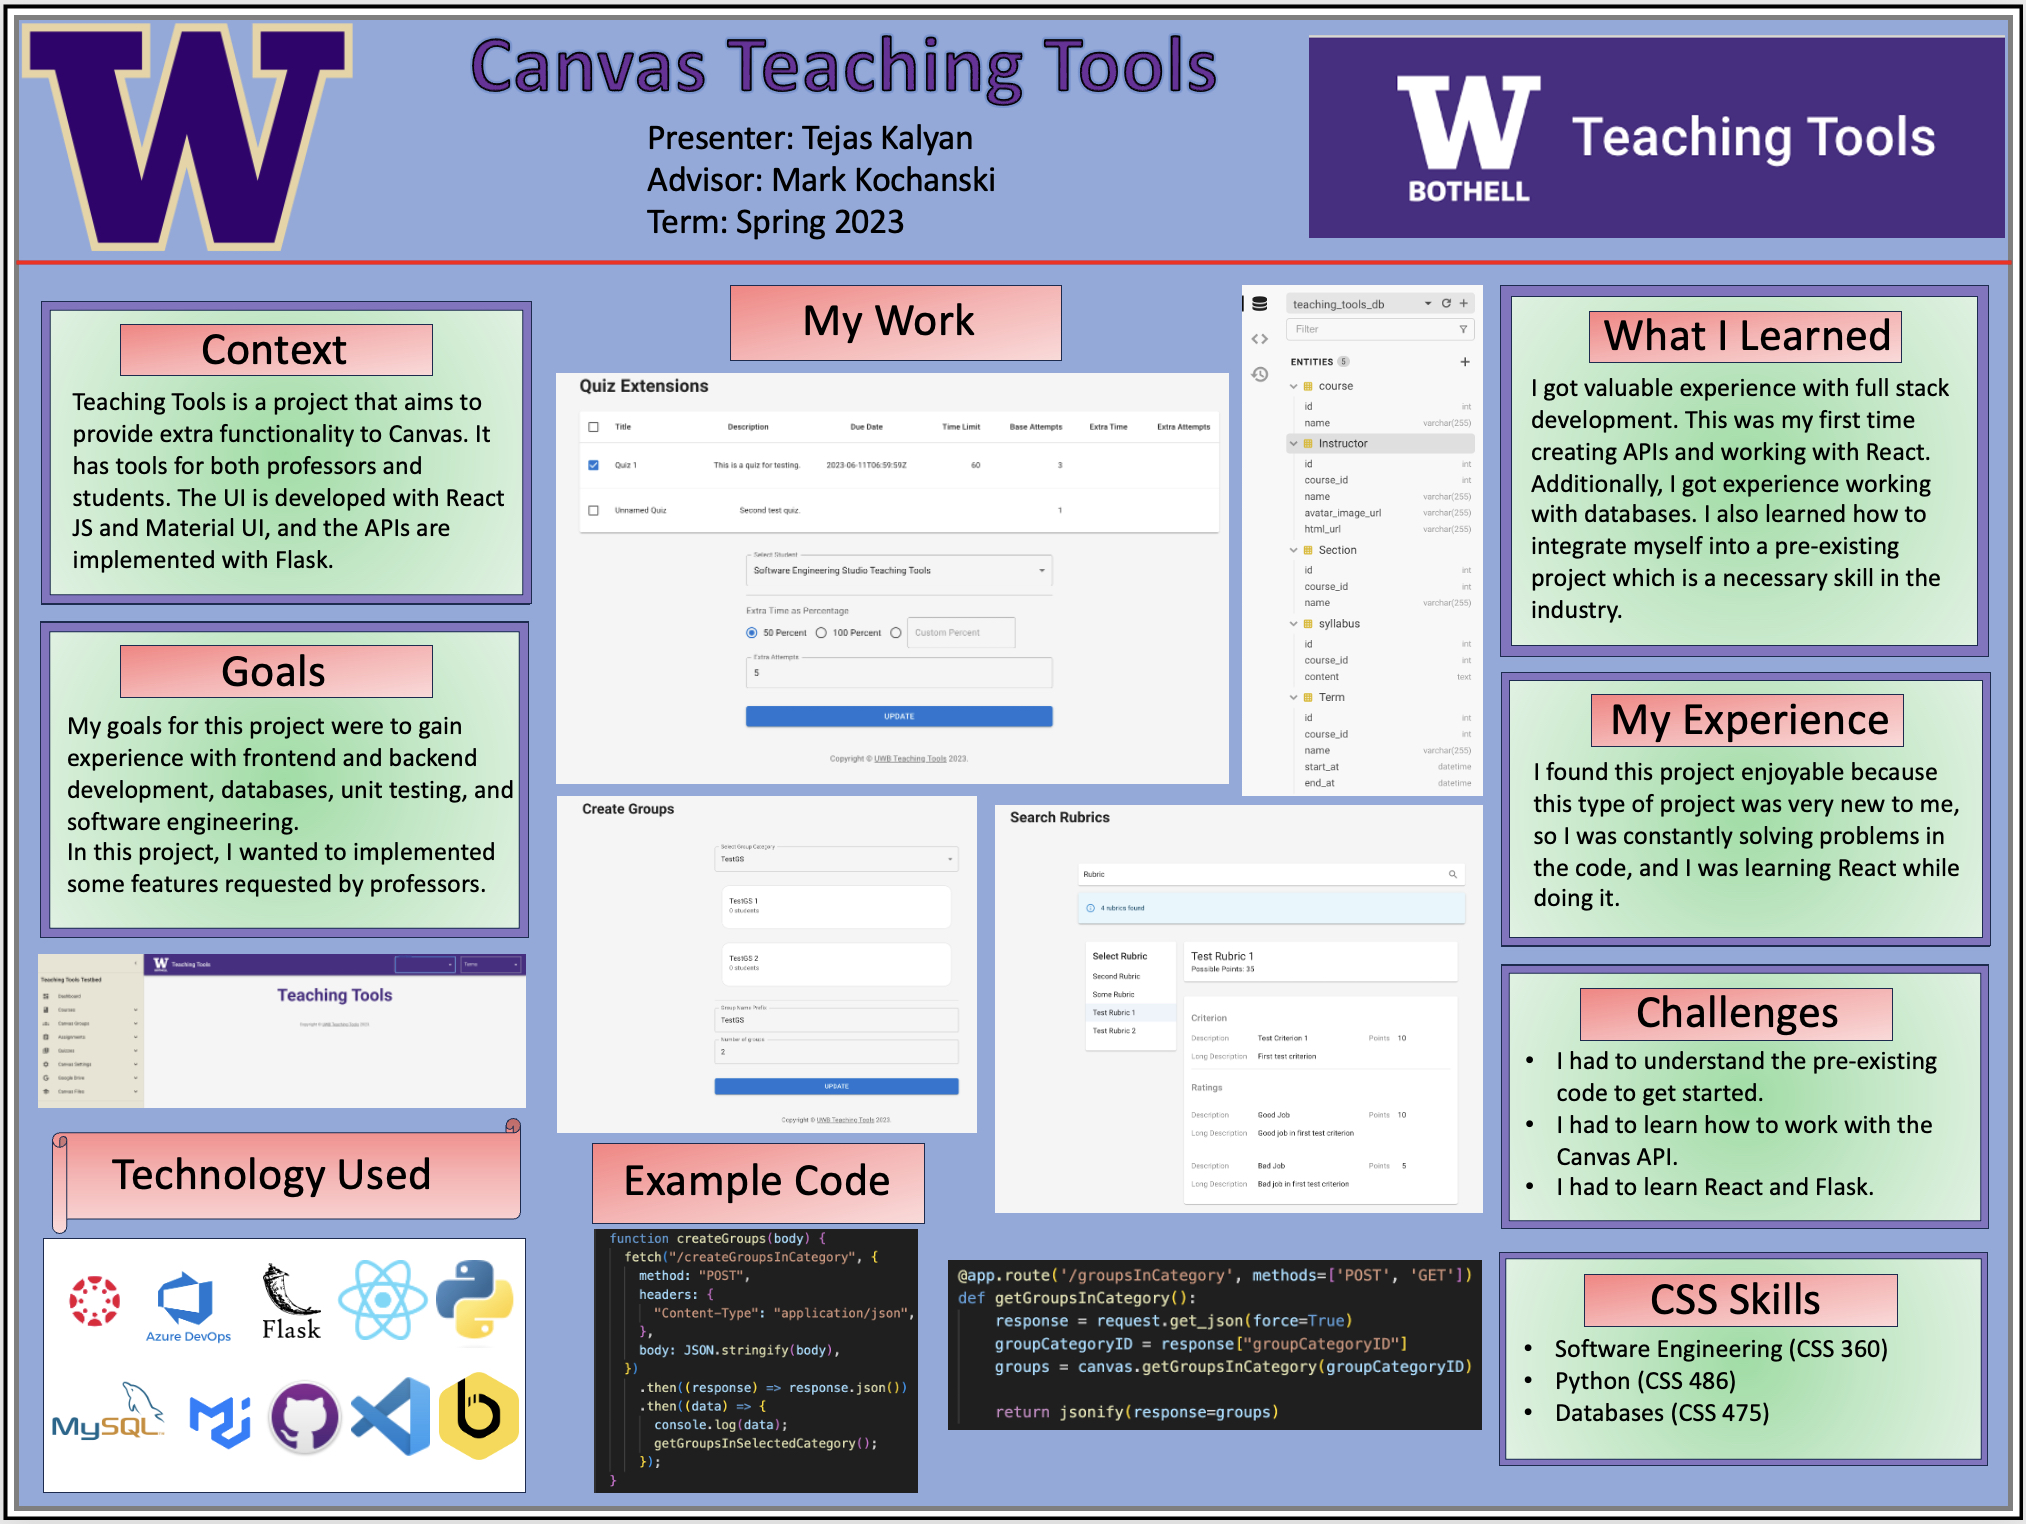 Canvas Teaching Tools
Presenter: Tejas Kalyan
Advisor: Mark Kochanski
Term: Spring 2023
W
BOTHELL
Teaching Tools
Context
Teaching Tools is a project that aims to
provide extra functionality to Canvas. It
has tools for both professors and
students. The UI is developed with React
JS and Material UI, and the APIs are
implemented with Flask.
Goals
My goals for this project were to gain
experience with frontend and backend
development, databases, unit testing, and
software engineering.
In this project, I wanted to implemented
some features requested by professors.
W
BOTHELL
Teaching Tools
Terms
Teaching Tools Testbed
Dashboard
Courses
Canvas Groups
Assignments
Quizzes
Canvas Settings
Google Drive
Canvas Files
Teaching Tools
Copyright © UWB Teaching Tools 2023
Technology Used
Azure DevOps
Flask
MySQL
My Work
Quiz Extensions
Title Description Due Date Time Limit Base Attempts Extra Time Extra Attempts
Quiz 1 This is a quiz for testing. 2023-06-11T06:59:59Z 60 3
Unnamed Quiz Second test quiz. 1
Select Student
Software Engineering Studio Teaching Tools
Extra Time as Percentage
50 Percent 100 Percent Custom Percent
Extra Attempts
5
UPDATE
Copyright © UWB Teaching Tools 2023.
teaching_tools_db
Filter
ENTITIES 5
course
id int
name varchar(255)
Instructor
id int
course_id int
name varchar(255)
avatar_image_url varchar(255)
html_url varchar(255)
Section
id int
course_id int
name varchar(255)
syllabus
id int
course_id int
content text
Term
id int
course_id int
name varchar(255)
start_at datetime
end_at datetime
Create Groups
Select Group Category
TestGS
TestGS 1
0 students
TestGS 2
0 students
Group Name Prefix
TestGS
Number of groups
2
UPDATE
Copyright © UWB Teaching Tools 2023.
Search Rubrics
Rubric
4 rubrics found
Select Rubric
Second Rubric
Some Rubric
Test Rubric 1
Test Rubric 2
Test Rubric 1
Possible Points: 35
Criterion
Description Test Criterion 1 Points 10
Long Description First test criterion
Ratings
Description Good Job Points 10
Long Description Good job in first test criterion
Description Bad Job Points 5
Long Description Bad job in first test criterion
Example Code
function createGroups(body) {
fetch("/createGroupsInCategory", {
method: "POST",
headers: {
"Content-Type": "application/json",
},
body: JSON.stringify(body),
})
.then((response) => response.json())
.then((data) => {
console.log(data);
getGroupsInSelectedCategory();
});
}
@app.route('/groupsInCategory', methods=['POST', 'GET'])
def getGroupsInCategory():
response = request.get_json(force=True)
groupCategoryID = response["groupCategoryID"]
groups = canvas.getGroupsInCategory(groupCategoryID)
return jsonify(response=groups)
What I Learned
I got valuable experience with full stack
development. This was my first time
creating APIs and working with React.
Additionally, I got experience working
with databases. I also learned how to
integrate myself into a pre-existing
project which is a necessary skill in the
industry.
My Experience
I found this project enjoyable because
this type of project was very new to me,
so I was constantly solving problems in
the code, and I was learning React while
doing it.
Challenges
• I had to understand the pre-existing
code to get started.
• I had to learn how to work with the
Canvas API.
• I had to learn React and Flask.
CSS Skills
• Software Engineering (CSS 360)
• Python (CSS 486)
• Databases (CSS 475)